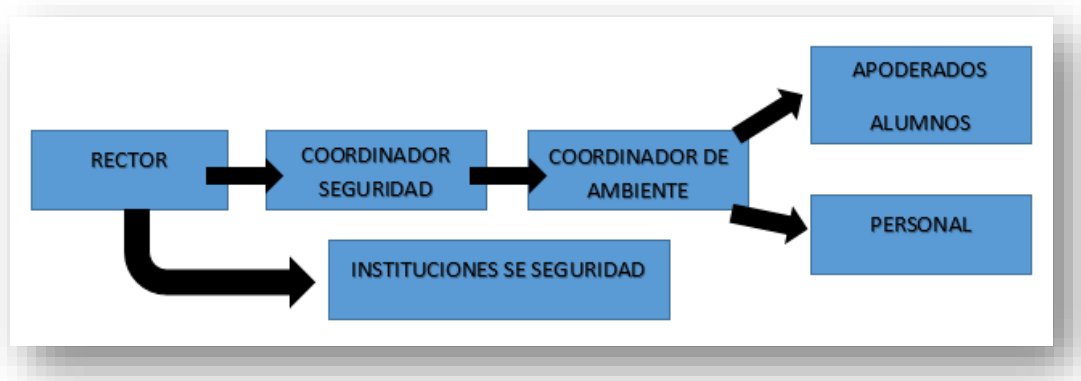 RECTOR
COORDINADOR
SEGURIDAD
COORDINADOR DE
AMBIENTE
APODERADOS
ALUMNOS
PERSONAL
INSTITUCIONES SE SEGURIDAD